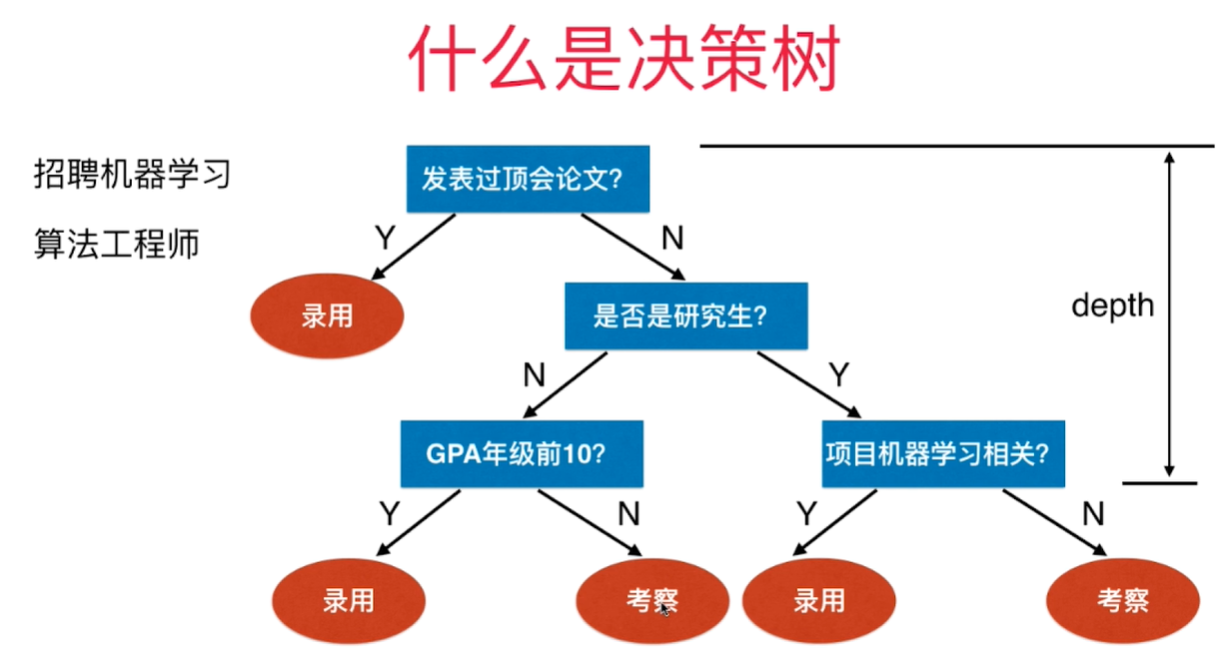 什么是决策树
招聘机器学习
算法工程师
发表过顶会论文?
Y
N
录用
是否是研究生?
depth
N
Y
GPA年级前10?
项目机器学习相关?
Y
N
Y
N
录用
考察
录用
考察